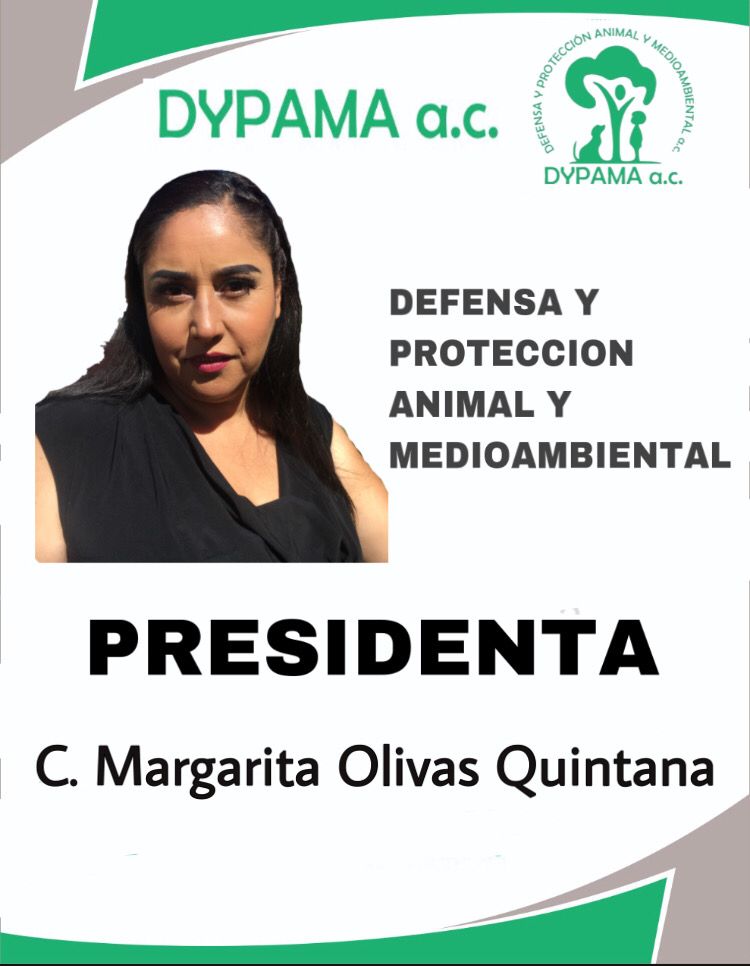 DYPAMA a.c.
DEFENSA Y PROTECCIÓN ANIMAL Y MEDIOAMBIENTAL a.c
DYPAMA a.c.
DEFENSA Y
PROTECCION
ANIMAL Y
MEDIOAMBIENTAL
PRESIDENTA
C. Margarita Olivas Quintana